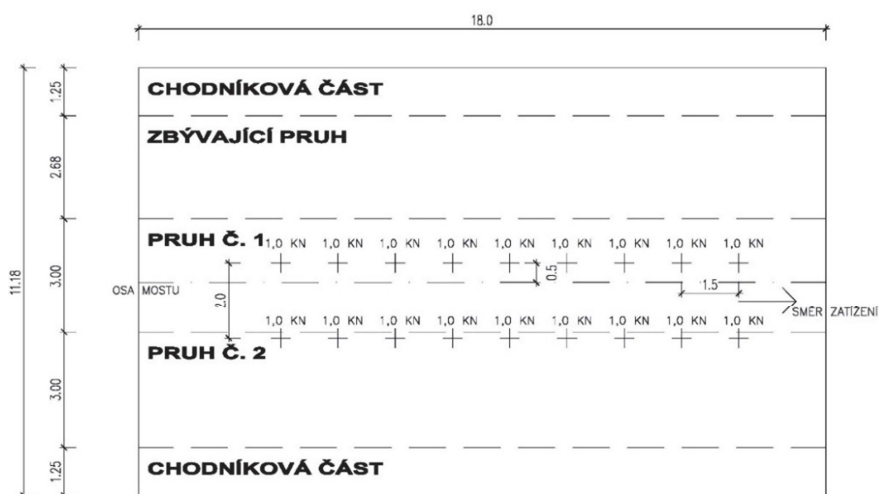 18.0
1.25
CHODNÍKOVÁ ČÁST
ZBÝVAJÍCÍ PRUH
2.68
PRUH Č. 1
1,0 KN 1,0 KN 1,0 KN 1,0 KN 1,0 KN 1,0 KN 1,0 KN 1,0 KN 1,0 KN
11.18
3.00
0.5
OSA MOSTU
2.0
1.5
SMĚR ZATÍŽENÍ
1,0 KN 1,0 KN 1,0 KN 1,0 KN 1,0 KN 1,0 KN 1,0 KN 1,0 KN 1,0 KN
PRUH Č. 2
3.00
1.25
CHODNÍKOVÁ ČÁST